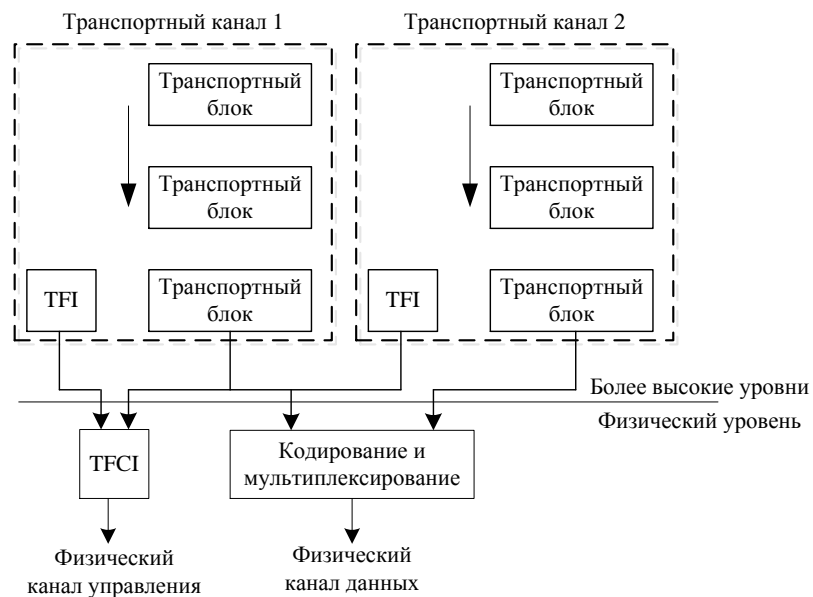 Транспортный канал 1
Транспортный канал 2
Транспортный
блок
Транспортный
блок
Транспортный
блок
Транспортный
блок
TFI
Транспортный
блок
TFI
Транспортный
блок
Более высокие уровни
Физический уровень
TFCI
Кодирование и
мультиплексирование
Физический
канал управления
Физический
канал данных